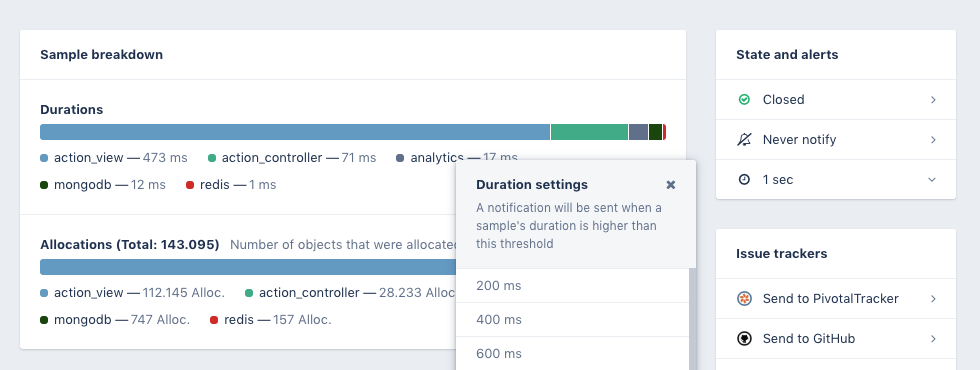 Sample breakdown
Durations
action_view — 473 ms action_controller — 71 ms analytics — 17 ms
mongodb — 12 ms redis — 1 ms
Allocations (Total: 143.095) Number of objects that were allocated
action_view — 112.145 Alloc. action_controller — 28.233 Alloc
mongodb — 747 Alloc. redis — 157 Alloc.
Duration settings
A notification will be sent when a
sample's duration is higher than
this threshold
200 ms
400 ms
600 ms
State and alerts
Closed
Never notify
1 sec
Issue trackers
Send to PivotalTracker
Send to GitHub